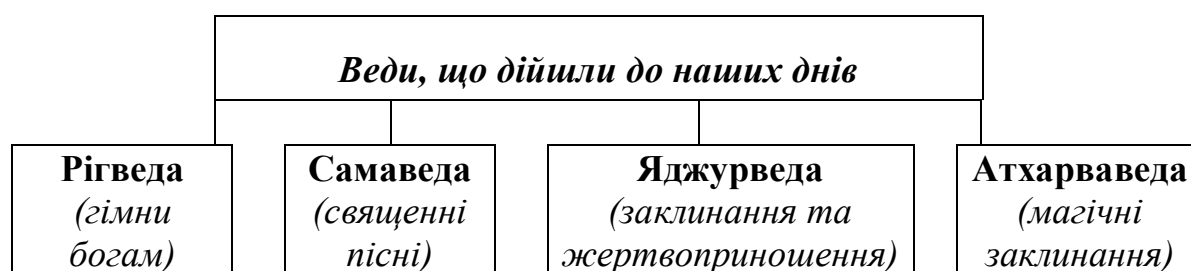 Веди, що дійшли до наших днів
Рігведа
(гімни
богам)
Самаведа
(священні
пісні)
Яджурведа
(заклинання та
жертвоприношення)
Атхарваведа
(магічні
заклинання)